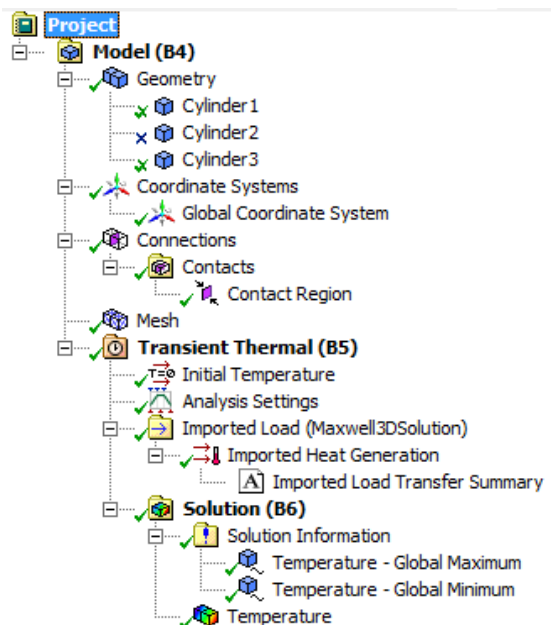 Project
Model (B4)
Geometry
Cylinder1
Cylinder2
Cylinder3
Coordinate Systems
Global Coordinate System
Connections
Contacts
Contact Region
Mesh
Transient Thermal (B5)
T=0 Initial Temperature
Analysis Settings
Imported Load (Maxwell3DSolution)
Imported Heat Generation
A Imported Load Transfer Summary
Solution (B6)
Solution Information
Temperature - Global Maximum
Temperature - Global Minimum
Temperature